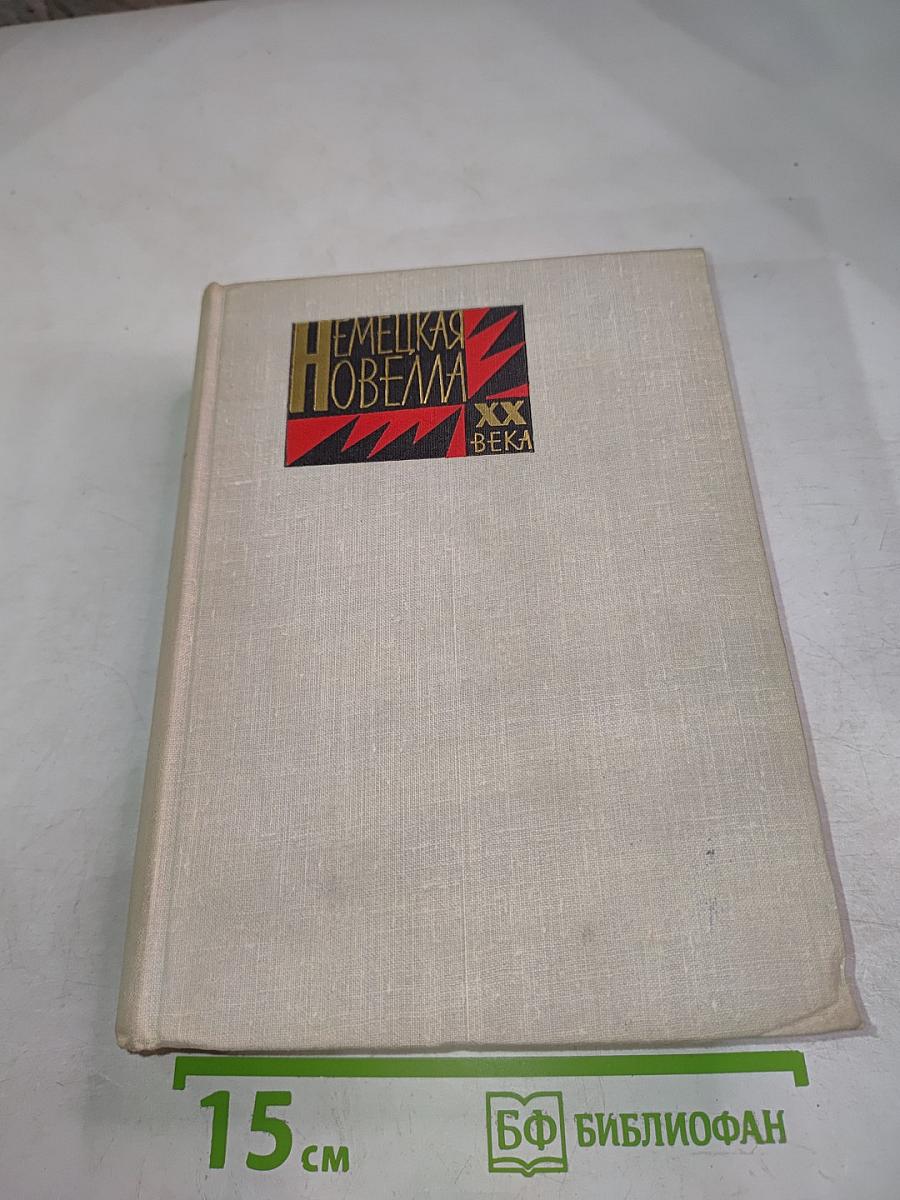 НЕМЕЦКАЯ
НОВЕЛЛА
XX
ВЕКА
15 см
БФ БИБЛИОФАН